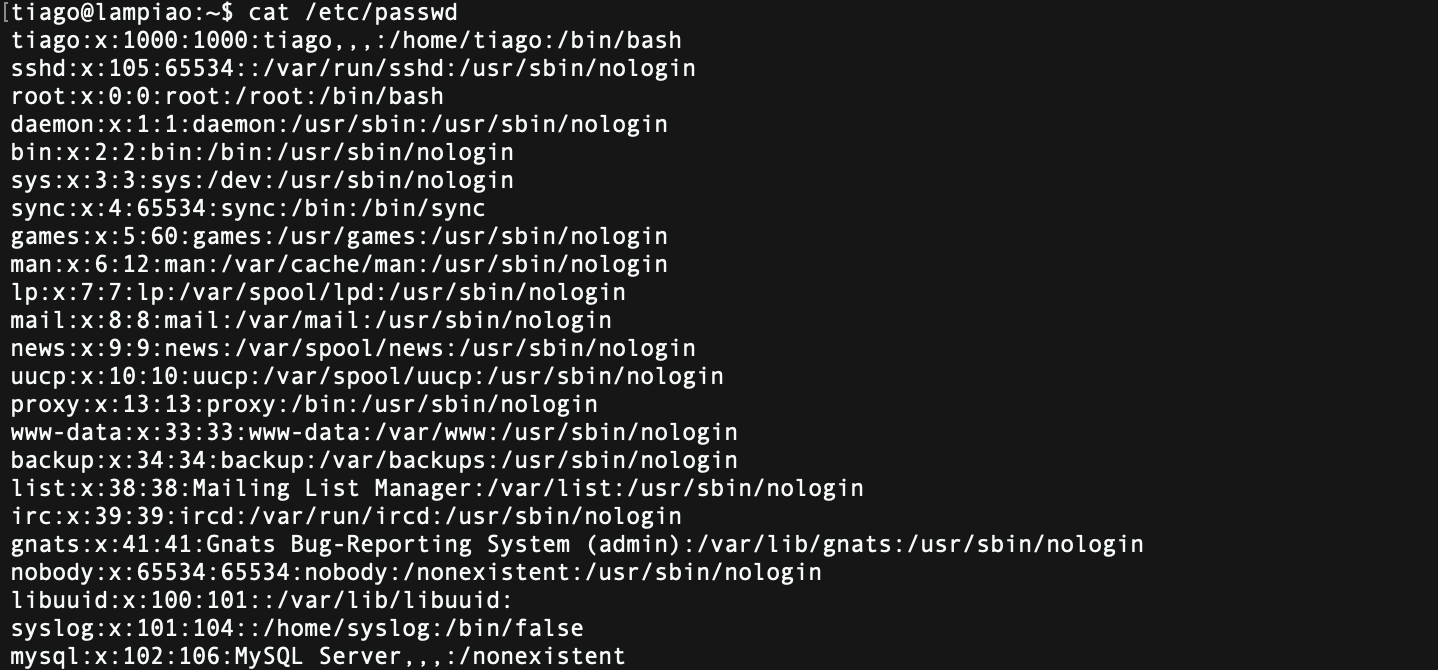 [tiago@lampiao:~$ cat /etc/passwd
tiago:x:1000:1000:tiago,,,:/home/tiago:/bin/bash
sshd:x:105:65534::/var/run/sshd:/usr/sbin/nologin
root:x:0:0:root:/root:/bin/bash
daemon:x:1:1:daemon:/usr/sbin:/usr/sbin/nologin
bin:x:2:2:bin:/bin:/usr/sbin/nologin
sys:x:3:3:sys:/dev:/usr/sbin/nologin
sync:x:4:65534:sync:/bin:/bin/sync
games:x:5:60:games:/usr/games:/usr/sbin/nologin
man:x:6:12:man:/var/cache/man:/usr/sbin/nologin
lp:x:7:7:lp:/var/spool/lpd:/usr/sbin/nologin
mail:x:8:8:mail:/var/mail:/usr/sbin/nologin
news:x:9:9:news:/var/spool/news:/usr/sbin/nologin
uucp:x:10:10:uucp:/var/spool/uucp:/usr/sbin/nologin
proxy:x:13:13:proxy:/bin:/usr/sbin/nologin
www-data:x:33:33:www-data:/var/www:/usr/sbin/nologin
backup:x:34:34:backup:/var/backups:/usr/sbin/nologin
list:x:38:38:Mailing List Manager:/var/list:/usr/sbin/nologin
irc:x:39:39:ircd:/var/run/ircd:/usr/sbin/nologin
gnats:x:41:41:Gnats Bug-Reporting System (admin):/var/lib/gnats:/usr/sbin/nologin
nobody:x:65534:65534:nobody:/nonexistent:/usr/sbin/nologin
libuuid:x:100:101::/var/lib/libuuid:
syslog:x:101:104::/home/syslog:/bin/false
mysql:x:102:106:MySQL Server,,,:/nonexistent